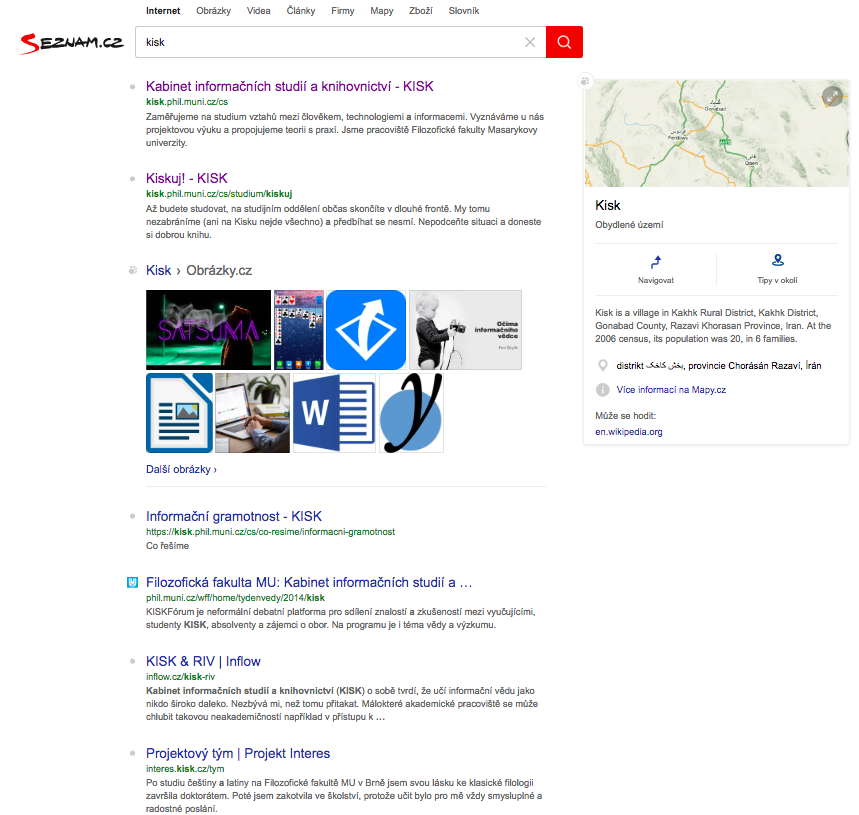 Internet Obrázky Videa Články Firmy Mapy Zboží Slovník
SEZNAM.CZ
kisk
Kabinet informačních studií a knihovnictví - KISK
kisk.phil.muni.cz/cs
Zaměřujeme na studium vztahů mezi člověkem, technologiemi a informacemi. Vyznáváme u nás
projektovou výuku a propojujeme teorii s praxí. Jsme pracoviště Filozofické fakulty Masarykovy
univerzity.
Kiskuj! - KISK
kisk.phil.muni.cz/cs/studium/kiskuj
Až budete studovat, na studijním oddělení občas skončíte v dlouhé frontě. My tomu
nezabráníme (ani na Kisku nejde všechno) a předbíhat se nesmí. Nepodceňte situaci a doneste
si dobrou knihu.
Kisk › Obrázky.cz
SATSUMA
Očima
informačního
vědce
W
y
Další obrázky ›
Informační gramotnost - KISK
https://kisk.phil.muni.cz/cs/co-resime/informacni-gramotnost
Co řešíme
Filozofická fakulta MU: Kabinet informačních studií a …
phil.muni.cz/wff/home/tydenvedy/2014/kisk
KISKFórum je neformální debatní platforma pro sdílení znalostí a zkušeností mezi vyučujícími,
studenty KISK, absolventy a zájemci o obor. Na programu je i téma vědy a výzkumu.
KISK & RIV | Inflow
inflow.cz/kisk-riv
Kabinet informačních studií a knihovnictví (KISK) o sobě tvrdí, že učí informační vědu jako
nikdo široko daleko. Nezbývá mi, než tomu přitakat. Málokteré akademické pracoviště se může
chlubit takovou neakademičností například v přístupu k …
Projektový tým | Projekt Interes
interes.kisk.cz/tym
Po studiu češtiny a latiny na Filozofické fakultě MU v Brně jsem svou lásku ke klasické filologii
završila doktorátem. Poté jsem zakotvila ve školství, protože učit bylo pro mě vždy smysluplné a
radostné poslání.
گناباد
Gonabad
فردوس
Ferdows
قائن
Qaen
Kisk
Obydlené území
Navigovat Tipy v okolí
Kisk is a village in Kakhk Rural District, Kakhk District,
Gonabad County, Razavi Khorasan Province, Iran. At the
2006 census, its population was 20, in 6 families.
distrikt بخش کاخک, provincie Chorásán Razaví, Írán
Více informací na Mapy.cz
Může se hodit:
en.wikipedia.org